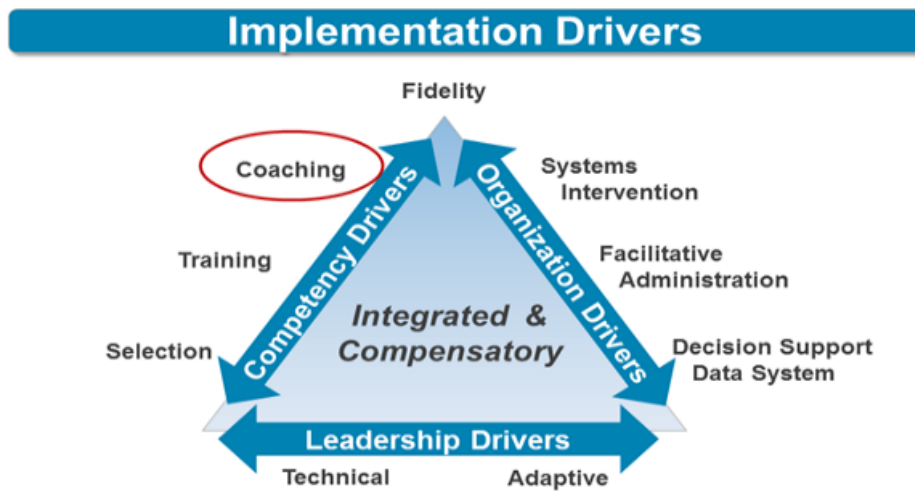 Implementation Drivers
Fidelity
Coaching
Training
Selection
Competency Drivers
Organization Drivers
Systems
Intervention
Facilitative
Administration
Decision Support
Data System
Integrated &
Compensatory
Leadership Drivers
Technical
Adaptive